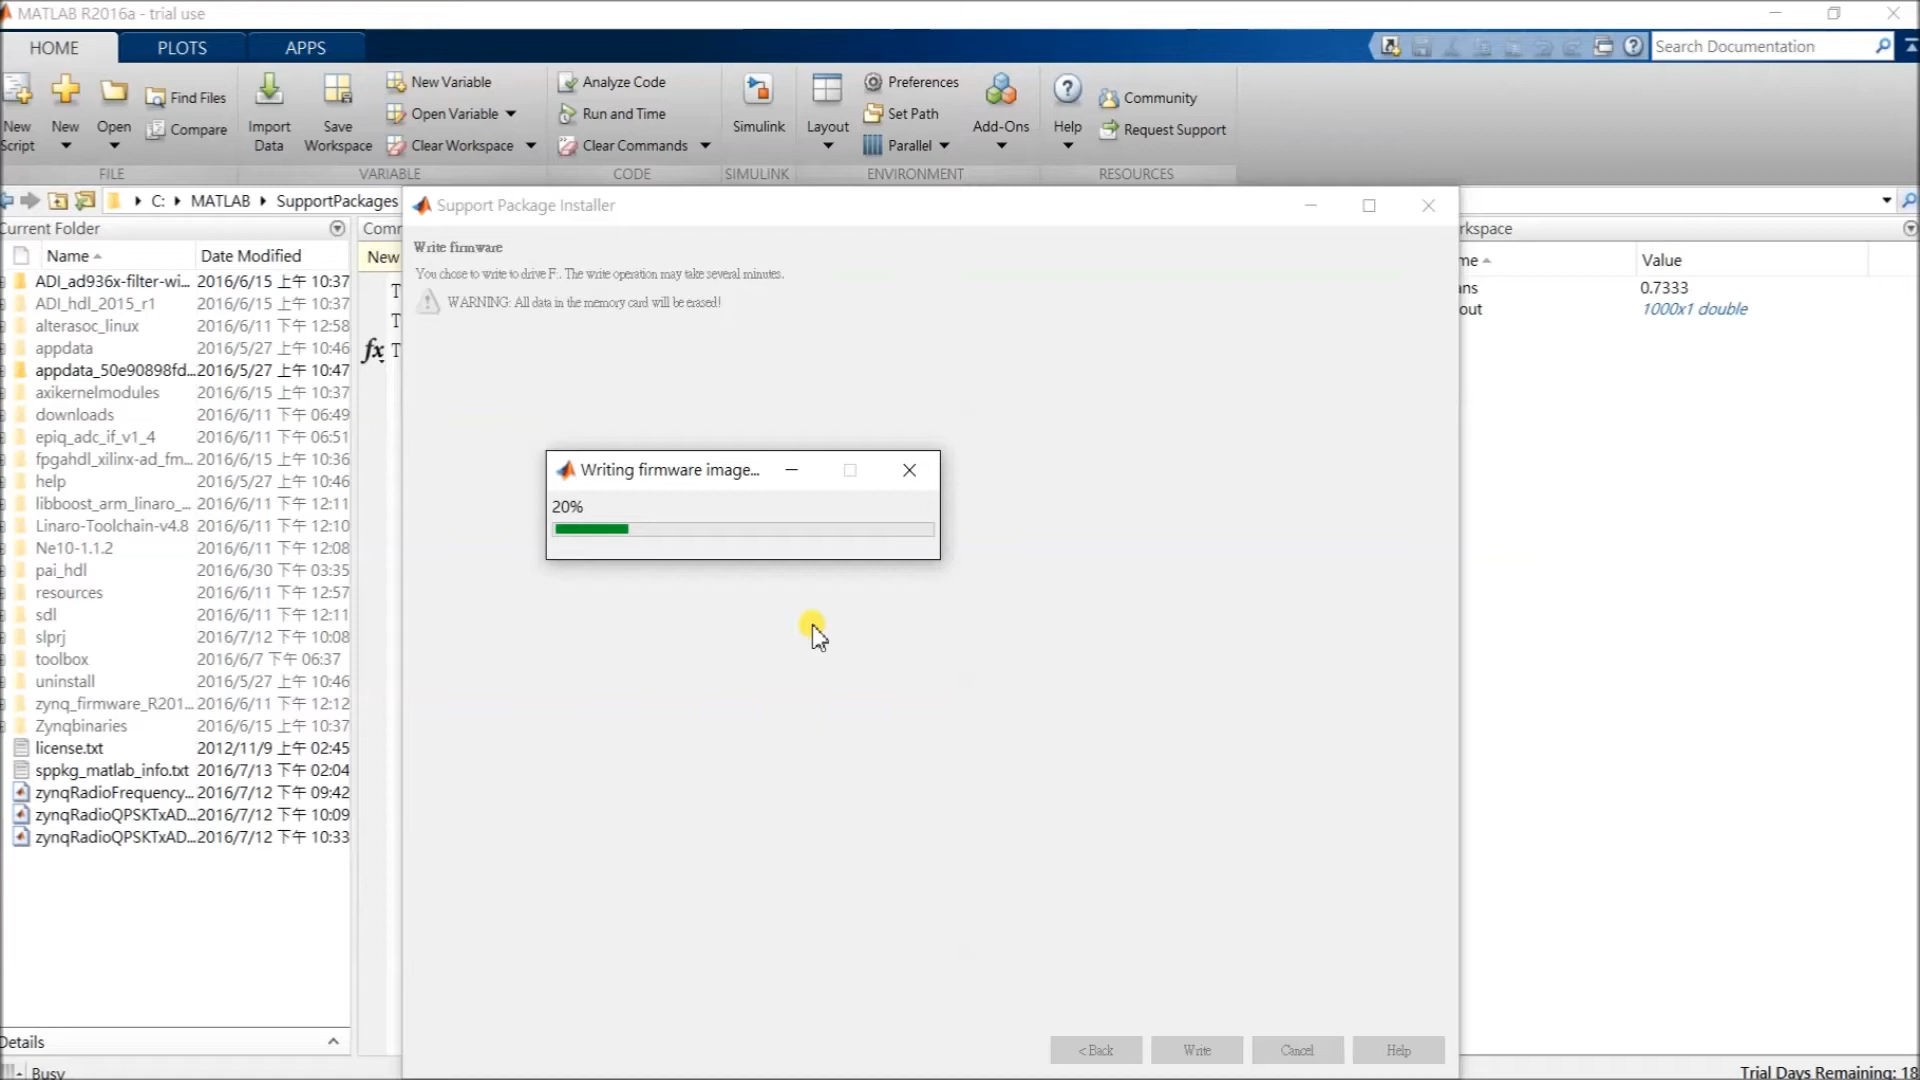 MATLAB R2016a - trial use
HOME PLOTS APPS
Search Documentation
New Script
New
Open
Find Files
Compare
Import Data
Save Workspace
New Variable
Open Variable
Clear Workspace
Analyze Code
Run and Time
Clear Commands
Simulink
Layout
Preferences
Set Path
Parallel
Add-Ons
Help
Community
Request Support
FILE VARIABLE CODE SIMULINK ENVIRONMENT RESOURCES
C: MATLAB SupportPackages
Current Folder
Name Date Modified
ADI_ad936x-filter-wi... 2016/6/15 上午 10:37
ADI_hdl_2015_r1 2016/6/15 上午 10:37
alterasoc_linux 2016/6/11 下午 12:58
appdata 2016/5/27 上午 10:46
appdata_50e90898fd... 2016/5/27 上午 10:47
axikernelmodules 2016/6/15 上午 10:37
downloads 2016/6/11 下午 06:49
epiq_adc_if_v1_4 2016/6/11 下午 06:51
fpgahdl_xilinx-ad_fm... 2016/6/15 上午 10:36
help 2016/5/27 上午 10:46
libboost_arm_linaro_... 2016/6/11 下午 12:11
Linaro-Toolchain-v4.8 2016/6/11 下午 12:10
Ne10-1.1.2 2016/6/11 下午 12:08
pai_hdl 2016/6/30 下午 03:35
resources 2016/6/11 下午 12:57
sdl 2016/6/11 下午 12:11
slprj 2016/7/12 下午 10:08
toolbox 2016/6/7 下午 06:37
uninstall 2016/5/27 上午 10:46
zynq_firmware_R201... 2016/6/11 下午 12:12
Zynqbinaries 2016/6/15 上午 10:37
license.txt 2012/11/9 上午 02:45
sppkg_matlab_info.txt 2016/7/13 下午 02:04
zynqRadioFrequency... 2016/7/12 下午 09:42
zynqRadioQPSKTxAD... 2016/7/12 下午 10:09
zynqRadioQPSKTxAD... 2016/7/12 下午 10:33
Details
Busy
Comm
New
T
T
fx T
Support Package Installer
Write firmware
You chose to write to drive F:. The write operation may take several minutes.
WARNING: All data in the memory card will be erased!
Writing firmware image...
20%
< Back Write Cancel Help
rkspace
me Value
ans 0.7333
out 1000x1 double
Trial Days Remaining: 18